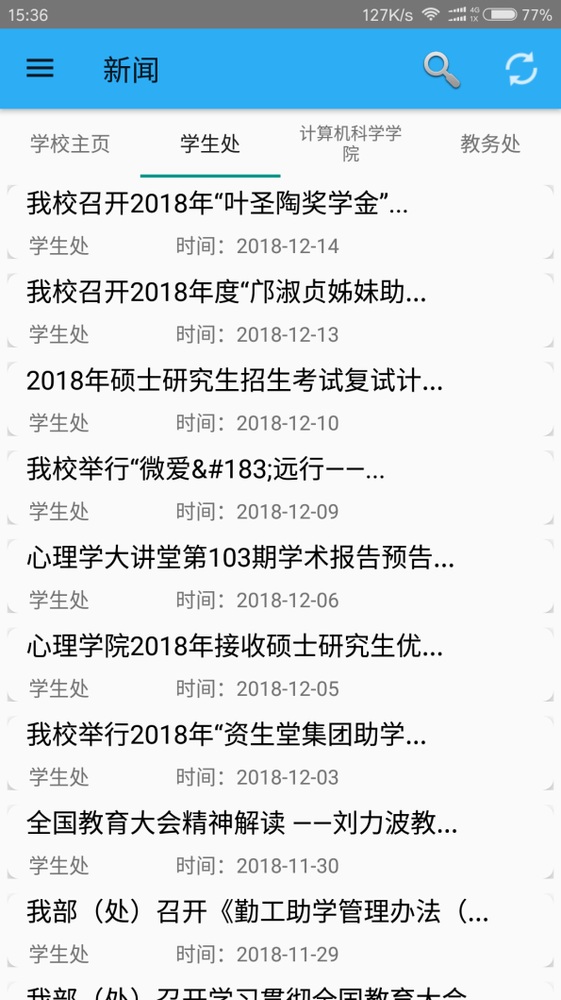 15:36
127K/s 4G 1X 77%
新闻
学校主页
学生处
计算机科学学
院
教务处
我校召开2018年“叶圣陶奖学金”...
学生处 时间：2018-12-14
我校召开2018年度“邝淑贞姊妹助...
学生处 时间：2018-12-13
2018年硕士研究生招生考试复试计...
学生处 时间：2018-12-10
我校举行“微爱&#183;远行——...
学生处 时间：2018-12-09
心理学大讲堂第103期学术报告预告...
学生处 时间：2018-12-06
心理学院2018年接收硕士研究生优...
学生处 时间：2018-12-05
我校举行2018年“资生堂集团助学...
学生处 时间：2018-12-03
全国教育大会精神解读 ——刘力波教...
学生处 时间：2018-11-30
我部（处）召开《勤工助学管理办法（...
学生处 时间：2018-11-29
我部（处）召开学习贯彻全国教育大会